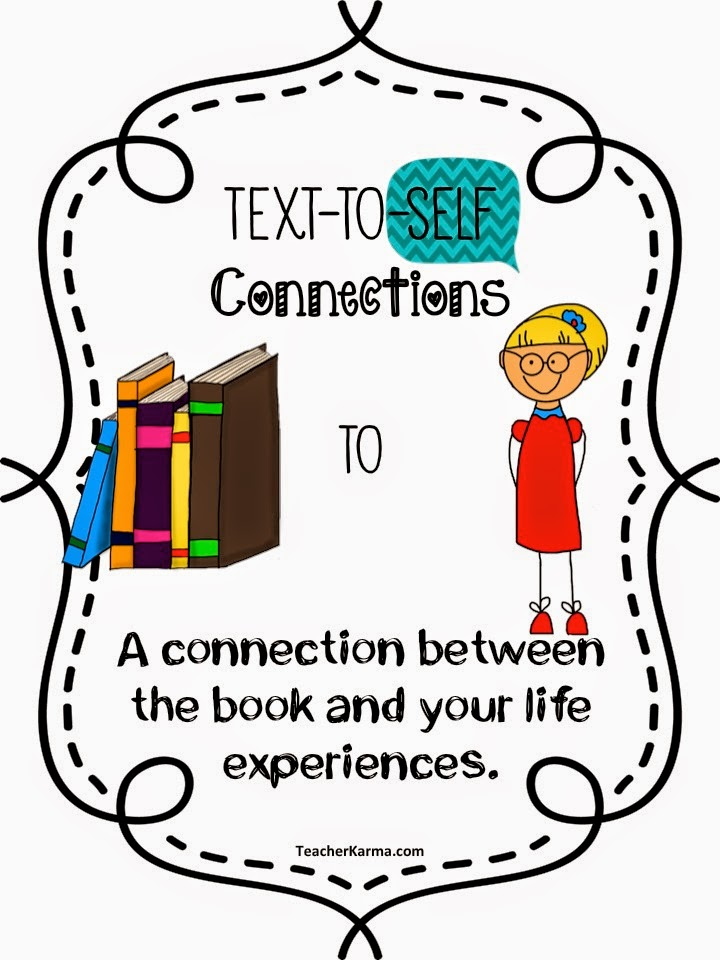 TEXT-TO-SELF
Connections
TO
A connection between
the book and your life
experiences.
TeacherKarma.com